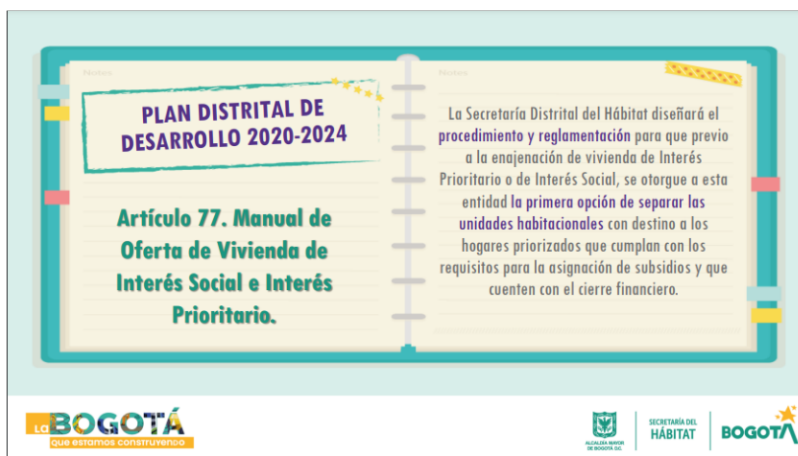 Notes
PLAN DISTRITAL DE
DESARROLLO 2020-2024
Artículo 77. Manual de
Oferta de Vivienda de
Interés Social e Interés
Prioritario.
Notes
La Secretaría Distrital del Hábitat diseñará el
procedimiento y reglamentación para que previo
a la enajenación de vivienda de Interés
Prioritario o de Interés Social, se otorgue a esta
entidad la primera opción de separar las
unidades habitacionales con destino a los
hogares priorizados que cumplan con los
requisitos para la asignación de subsidios y que
cuenten con el cierre financiero.
LA BOGOTÁ
que estamos construyendo
ALCALDÍA MAYOR
DE BOGOTÁ D.C.
SECRETARÍA DEL
HÁBITAT
BOGOTÁ